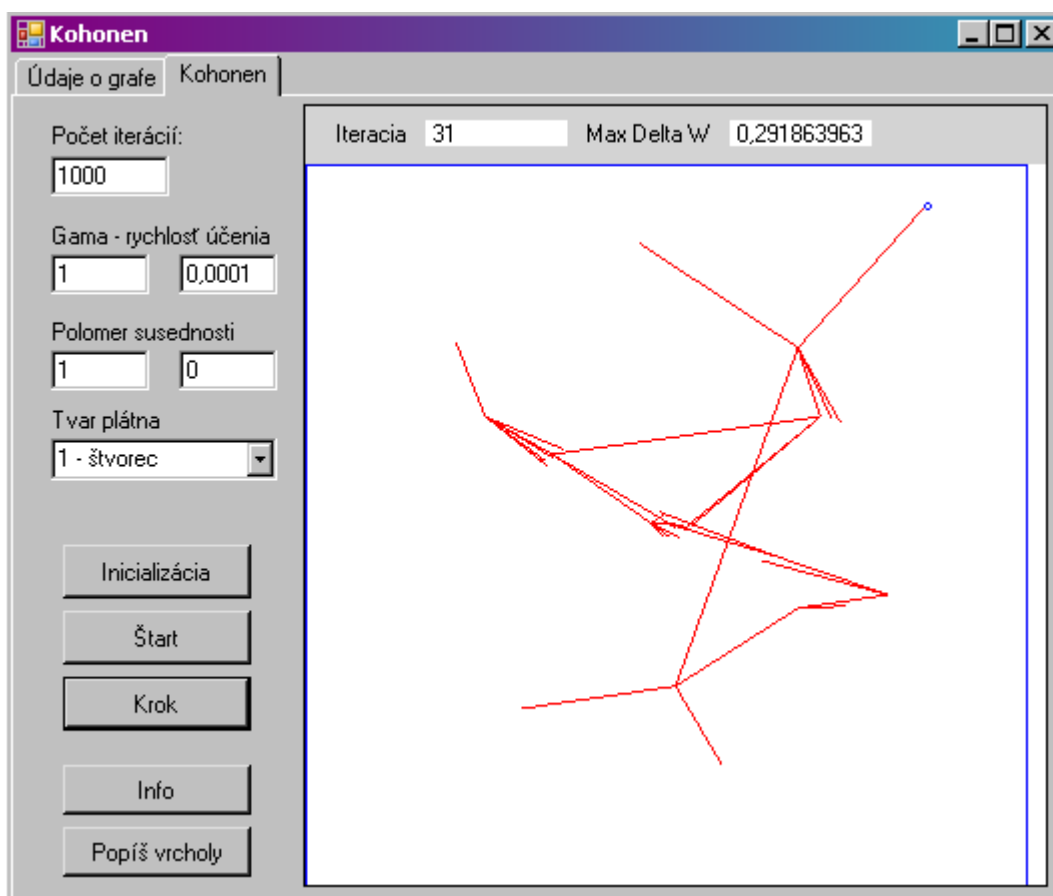 Kohonen
Údaje o grafe Kohonen
Počet iterácií:
1000
Gama - rychlosť účenia
1 0,0001
Polomer susednosti
1 0
Tvar plátna
1 - štvorec
Inicializácia
Štart
Krok
Info
Popíš vrcholy
Iteracia 31 Max Delta W 0,291863963